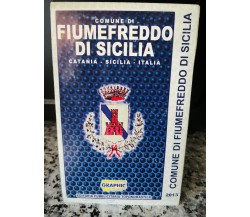 COMUNE DI
FIUMEFREDDO
DI SICILIA
CATANIA - SICILIA - ITALIA
GRAPHIC
COMUNE DI FIUMEFREDDO DI SICILIA